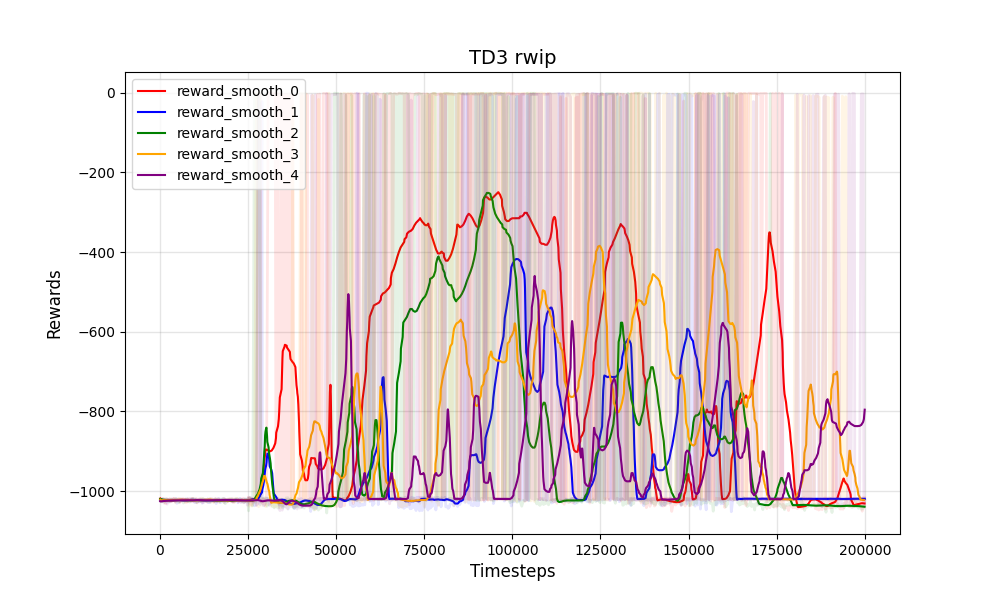 TD3 rwip
reward_smooth_0
reward_smooth_1
reward_smooth_2
reward_smooth_3
reward_smooth_4
0
−200
−400
−600
−800
−1000
Rewards
0 25000 50000 75000 100000 125000 150000 175000 200000
Timesteps